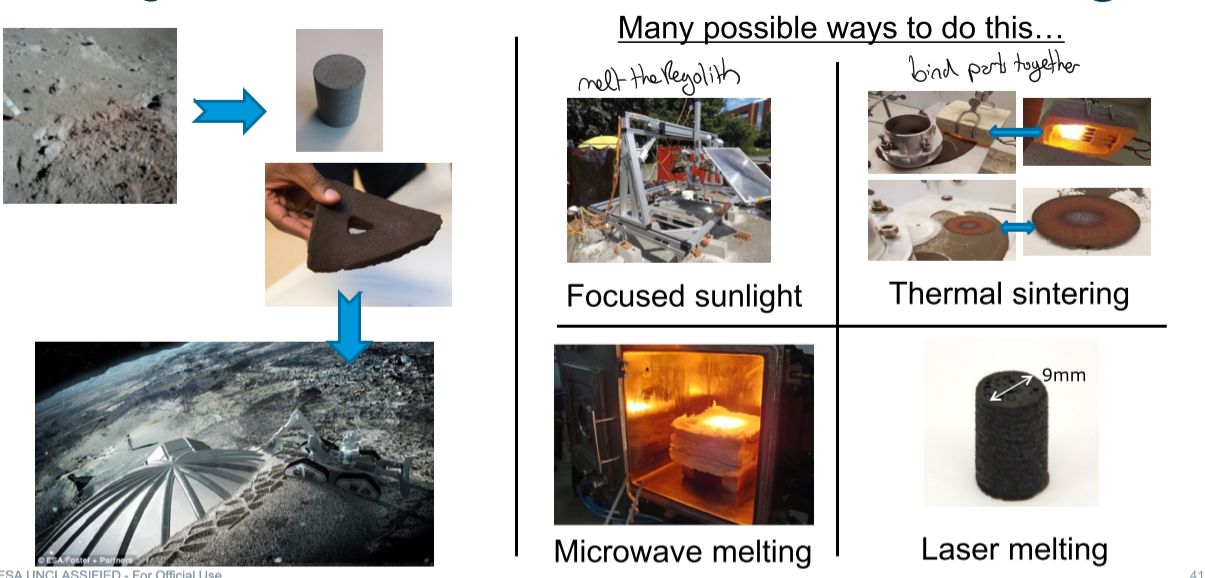 Many possible ways to do this…
melt the Regolith
bind parts together
Focused sunlight
Thermal sintering
9mm
Microwave melting
Laser melting
© ESA/Foster + Partners
ESA UNCLASSIFIED - For Official Use
41